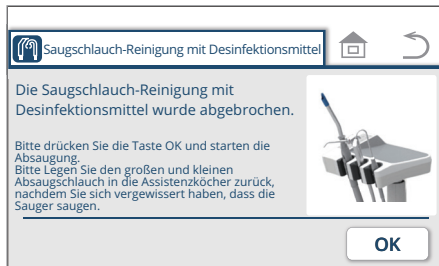 Saugschlauch-Reinigung mit Desinfektionsmittel
Die Saugschlauch-Reinigung mit
Desinfektionsmittel wurde abgebrochen.
Bitte drücken Sie die Taste OK und starten die
Absaugung.
Bitte Legen Sie den großen und kleinen
Absaugschlauch in die Assistenzköcher zurück,
nachdem Sie sich vergewissert haben, dass die
Sauger saugen.
OK